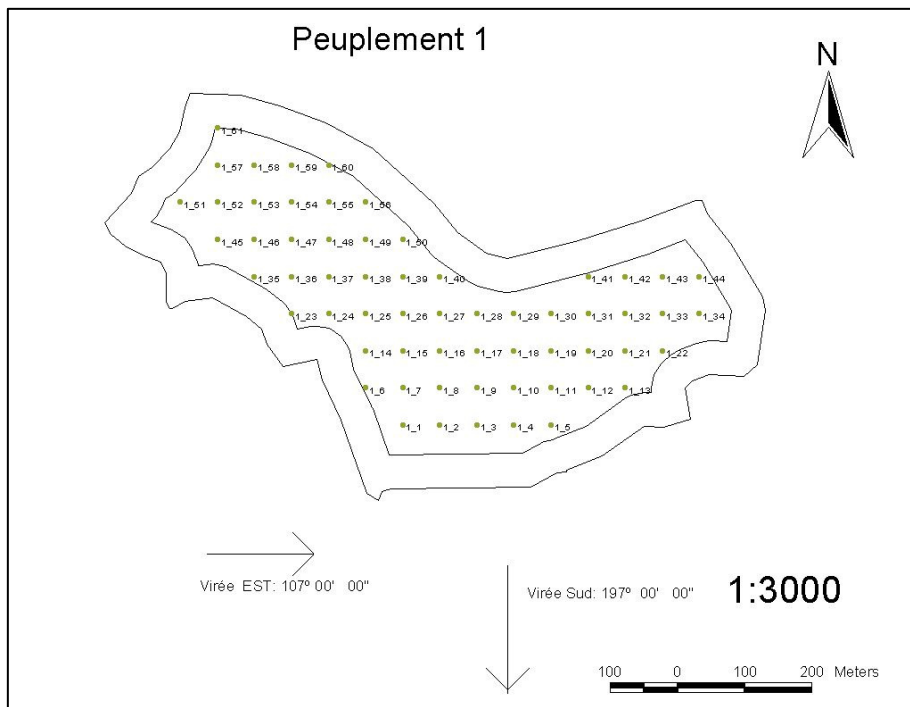 Peuplement 1
N
1_61
1_57 1_58 1_59 1_60
1_51 1_52 1_53 1_54 1_55 1_56
1_45 1_46 1_47 1_48 1_49 1_50
1_35 1_36 1_37 1_38 1_39 1_40 1_41 1_42 1_43 1_44
1_23 1_24 1_25 1_26 1_27 1_28 1_29 1_30 1_31 1_32 1_33 1_34
1_14 1_15 1_16 1_17 1_18 1_19 1_20 1_21 1_22
1_6 1_7 1_8 1_9 1_10 1_11 1_12 1_13
1_1 1_2 1_3 1_4 1_5
Virée EST: 107º 00' 00"
Virée Sud: 197º 00' 00"
1:3000
100 0 100 200 Meters